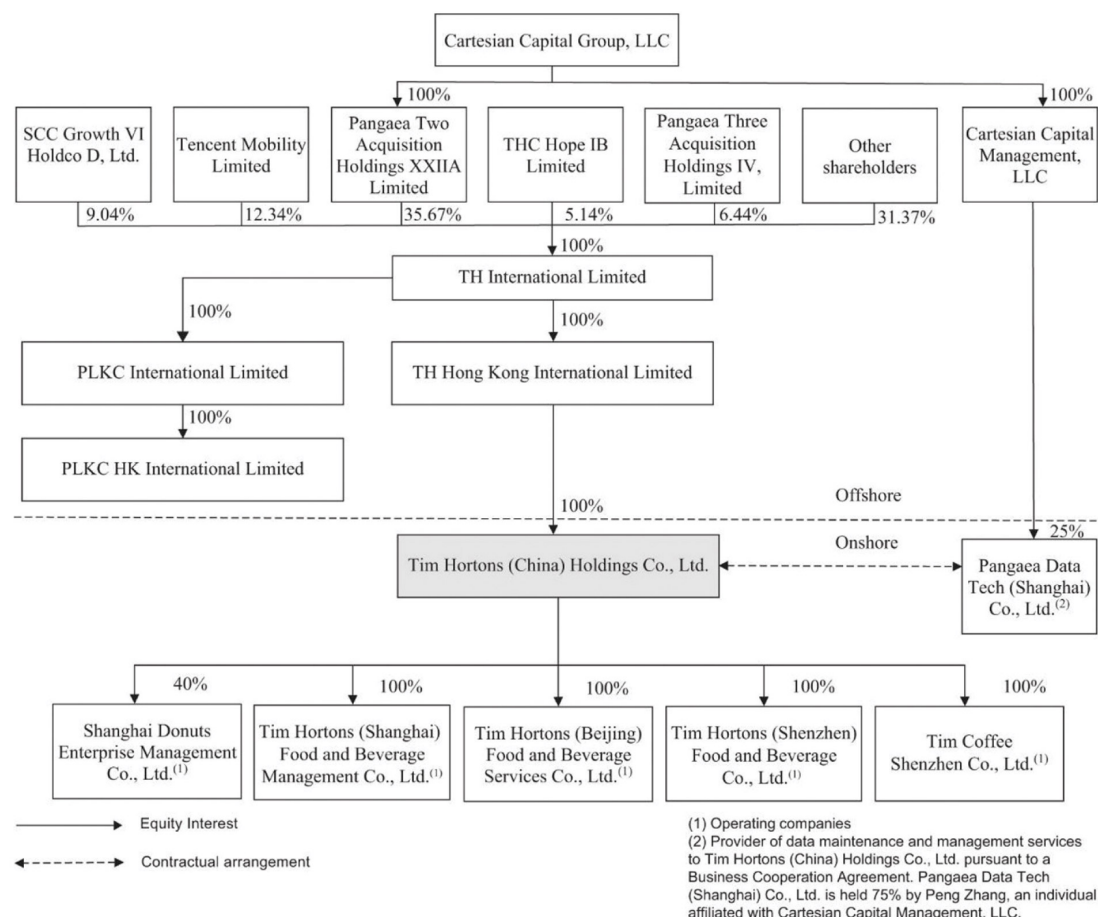 Cartesian Capital Group, LLC
100%
100%
SCC Growth VI
Holdco D, Ltd.
Tencent Mobility
Limited
Pangaea Two
Acquisition
Holdings XXIIA
Limited
THC Hope IB
Limited
Pangaea Three
Acquisition
Holdings IV,
Limited
Other
shareholders
Cartesian Capital
Management,
LLC
9.04%
12.34%
35.67%
5.14%
6.44%
31.37%
100%
TH International Limited
100%
100%
PLKC International Limited
TH Hong Kong International Limited
100%
PLKC HK International Limited
100%
Offshore
Onshore
25%
Tim Hortons (China) Holdings Co., Ltd.
Pangaea Data
Tech (Shanghai)
Co., Ltd.(2)
40%
100%
100%
100%
100%
Shanghai Donuts
Enterprise Management
Co., Ltd.(1)
Tim Hortons (Shanghai)
Food and Beverage
Management Co., Ltd.(1)
Tim Hortons (Beijing)
Food and Beverage
Services Co., Ltd.(1)
Tim Hortons (Shenzhen)
Food and Beverage
Co., Ltd.(1)
Tim Coffee
Shenzhen Co., Ltd.(1)
Equity Interest
Contractual arrangement
(1) Operating companies
(2) Provider of data maintenance and management services
to Tim Hortons (China) Holdings Co., Ltd. pursuant to a
Business Cooperation Agreement. Pangaea Data Tech
(Shanghai) Co., Ltd. is held 75% by Peng Zhang, an individual
affiliated with Cartesian Capital Management, LLC.